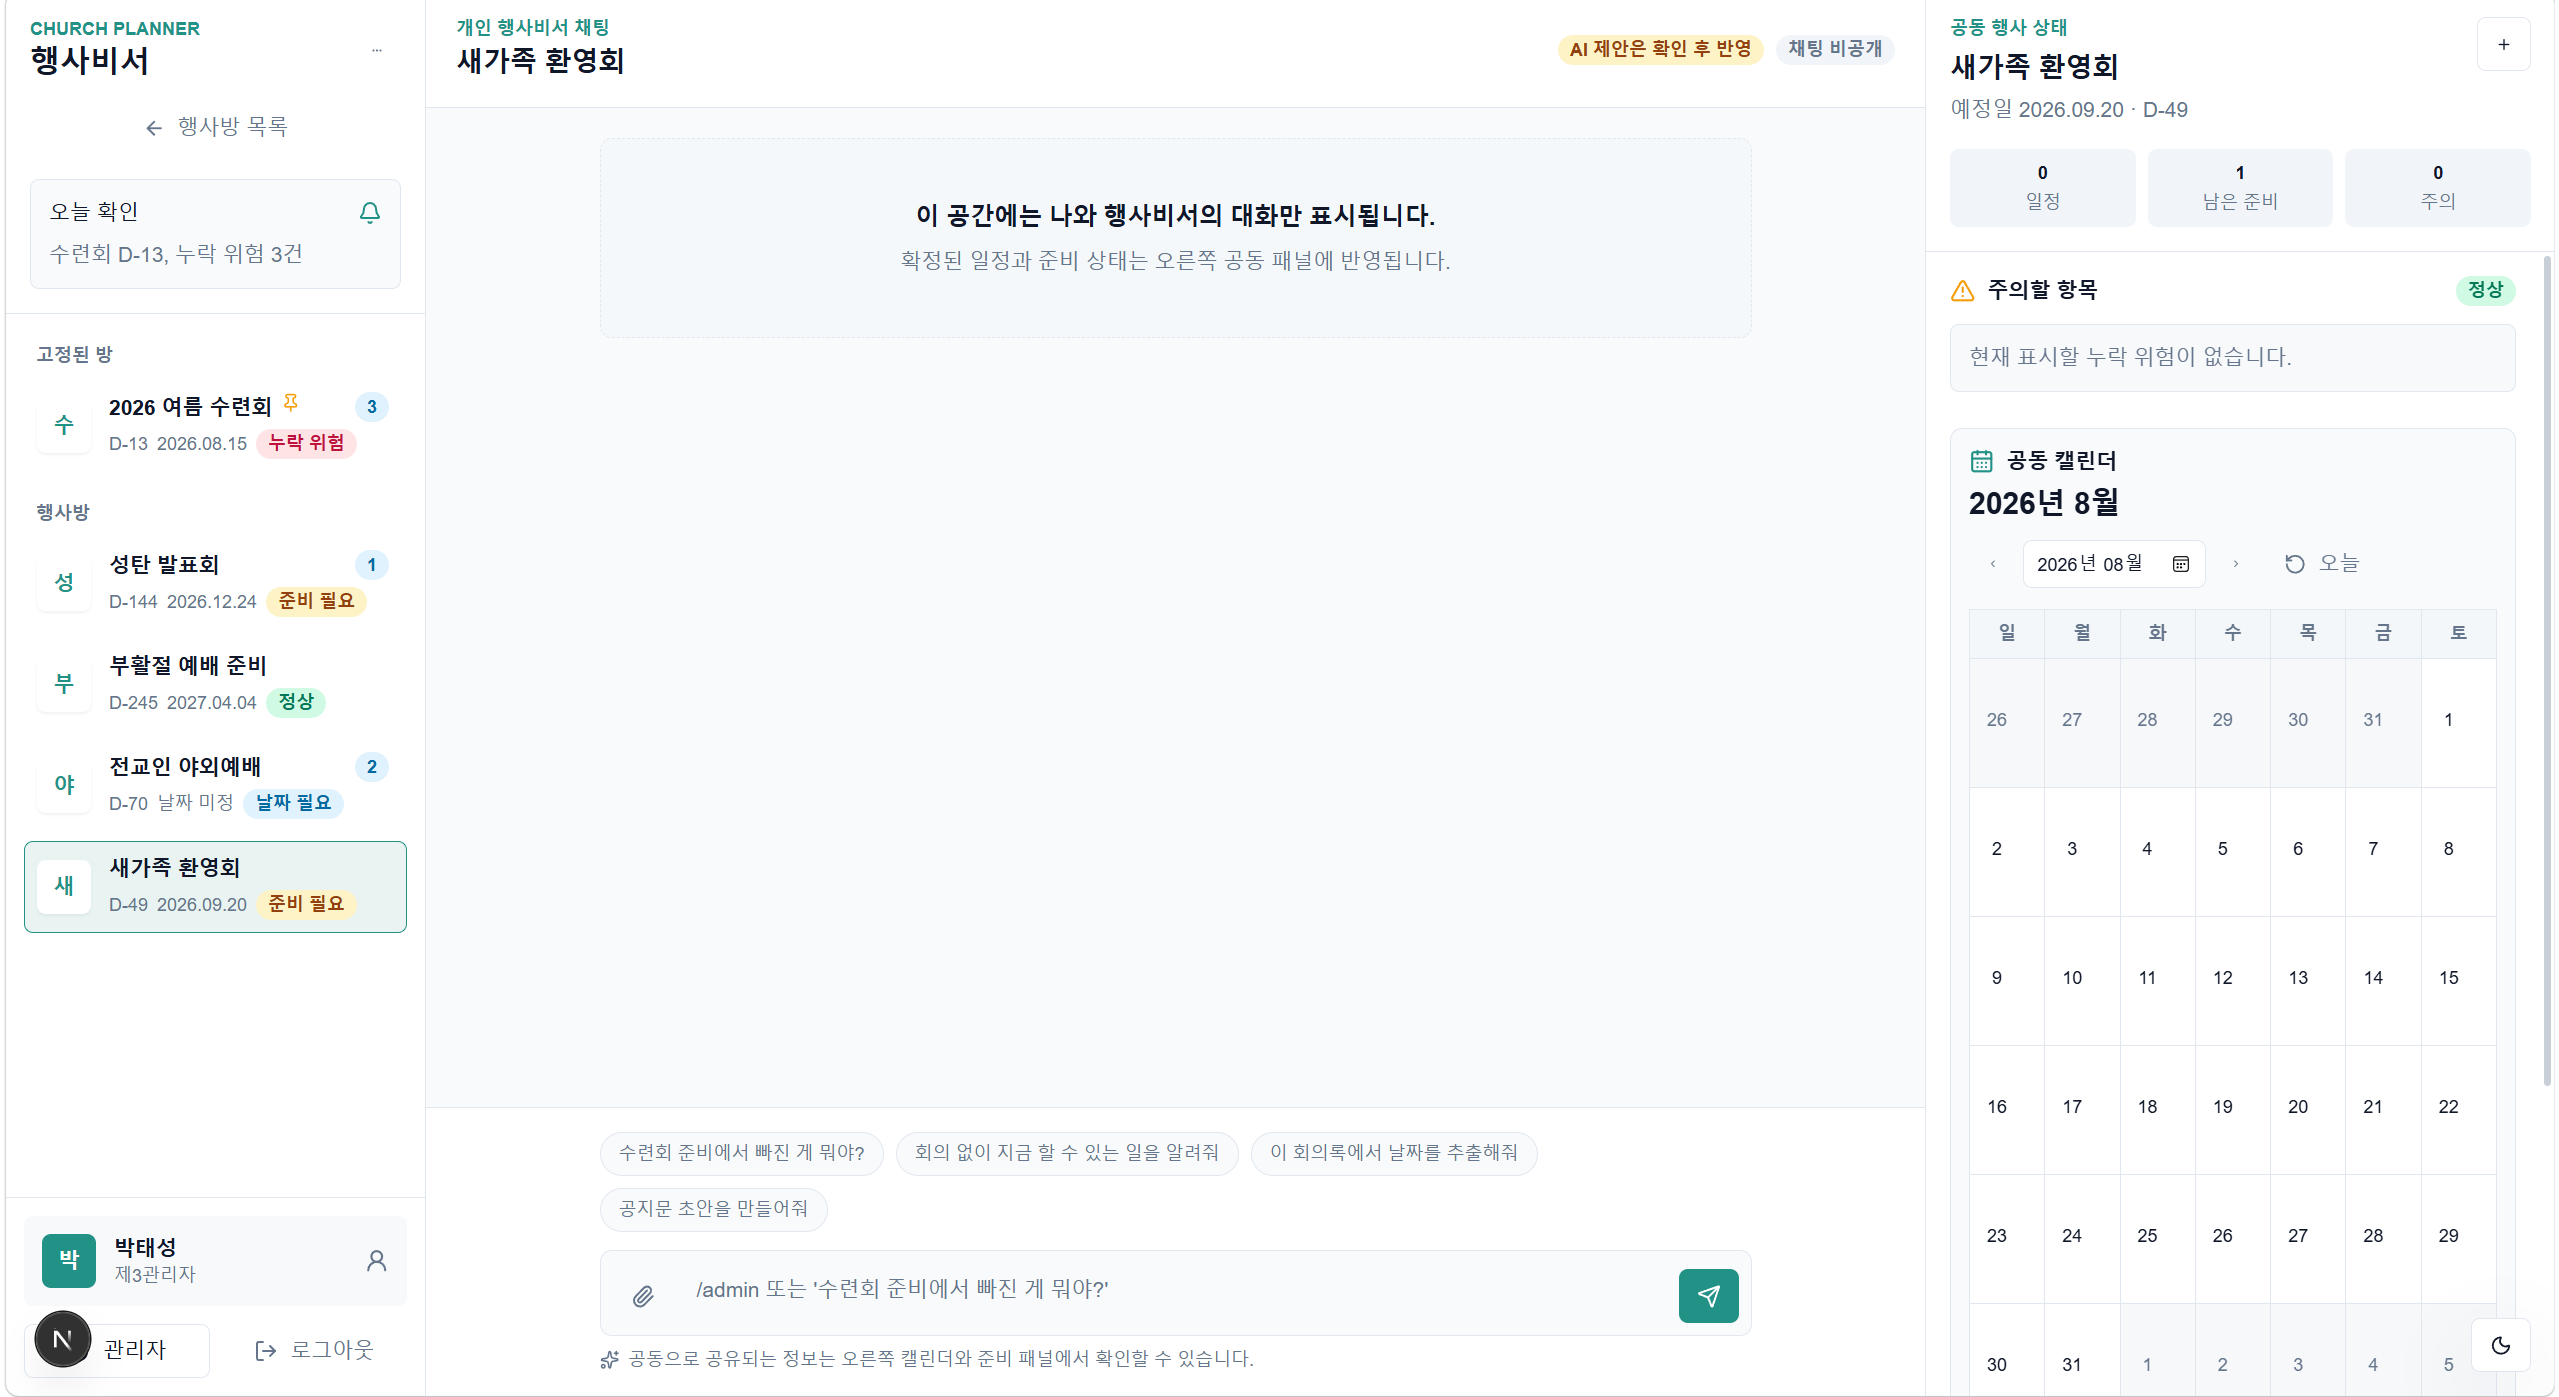 CHURCH PLANNER
행사비서
...
← 행사방 목록
오늘 확인
수련회 D-13, 누락 위험 3건
고정된 방
수
2026 여름 수련회
3
D-13 2026.08.15 누락 위험
행사방
성
성탄 발표회
1
D-144 2026.12.24 준비 필요
부
부활절 예배 준비
D-245 2027.04.04 정상
야
전교인 야외예배
2
D-70 날짜 미정 날짜 필요
새
새가족 환영회
D-49 2026.09.20 준비 필요
박
박태성
제3관리자
N
관리자
로그아웃
개인 행사비서 채팅
새가족 환영회
AI 제안은 확인 후 반영
채팅 비공개
이 공간에는 나와 행사비서의 대화만 표시됩니다.
확정된 일정과 준비 상태는 오른쪽 공동 패널에 반영됩니다.
수련회 준비에서 빠진 게 뭐야?
회의 없이 지금 할 수 있는 일을 알려줘
이 회의록에서 날짜를 추출해줘
공지문 초안을 만들어줘
/admin 또는 '수련회 준비에서 빠진 게 뭐야?'
공동으로 공유되는 정보는 오른쪽 캘린더와 준비 패널에서 확인할 수 있습니다.
공동 행사 상태
새가족 환영회
+
예정일 2026.09.20 · D-49
0
일정
1
남은 준비
0
주의
주의할 항목
정상
현재 표시할 누락 위험이 없습니다.
공동 캘린더
2026년 8월
‹
2026년 08월
›
오늘
일 월 화 수 목 금 토
26 27 28 29 30 31 1
2 3 4 5 6 7 8
9 10 11 12 13 14 15
16 17 18 19 20 21 22
23 24 25 26 27 28 29
30 31 1 2 3 4 5